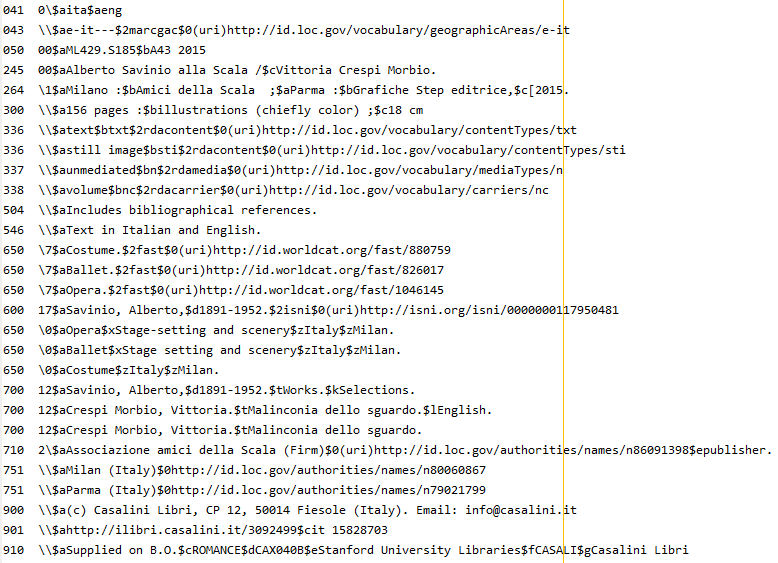 041 0\$aita$aeng
043 \\$ae-it---$2marcgac$0(uri)http://id.loc.gov/vocabulary/geographicAreas/e-it
050 00$aML429.S185$bA43 2015
245 00$aAlberto Savinio alla Scala /$cVittoria Crespi Morbio.
264 \1$aMilano :$bAmici della Scala  ;$aParma :$bGrafiche Step editrice,$c[2015.
300 \\$a156 pages :$billustrations (chiefly color) ;$c18 cm
336 \\$atext$btxt$2rdacontent$0(uri)http://id.loc.gov/vocabulary/contentTypes/txt
336 \\$astill image$bsti$2rdacontent$0(uri)http://id.loc.gov/vocabulary/contentTypes/sti
337 \\$aunmediated$bn$2rdamedia$0(uri)http://id.loc.gov/vocabulary/mediaTypes/n
338 \\$avolume$bnc$2rdacarrier$0(uri)http://id.loc.gov/vocabulary/carriers/nc
504 \\$aIncludes bibliographical references.
546 \\$aText in Italian and English.
650 \7$aCostume.$2fast$0(uri)http://id.worldcat.org/fast/880759
650 \7$aBallet.$2fast$0(uri)http://id.worldcat.org/fast/826017
650 \7$aOpera.$2fast$0(uri)http://id.worldcat.org/fast/1046145
600 17$aSavinio, Alberto,$d1891-1952.$2isni$0(uri)http://isni.org/isni/0000000117950481
650 \0$aOpera$xStage-setting and scenery$zItaly$zMilan.
650 \0$aBallet$xStage setting and scenery$zItaly$zMilan.
650 \0$aCostume$zItaly$zMilan.
700 12$aSavinio, Alberto,$d1891-1952.$tWorks.$kSelections.
700 12$aCrespi Morbio, Vittoria.$tMalinconia dello sguardo.$lEnglish.
700 12$aCrespi Morbio, Vittoria.$tMalinconia dello sguardo.
710 2\$aAssociazione amici della Scala (Firm)$0(uri)http://id.loc.gov/authorities/names/n86091398$epublisher.
751 \\$aMilan (Italy)$0http://id.loc.gov/authorities/names/n80060867
751 \\$aParma (Italy)$0http://id.loc.gov/authorities/names/n79021799
900 \\$a(c) Casalini Libri, CP 12, 50014 Fiesole (Italy). Email: info@casalini.it
901 \\$ahttp://ilibri.casalini.it/3092499$cit 15828703
910 \\$aSupplied on B.O.$cROMANCE$dCAX040B$eStanford University Libraries$fCASALI$gCasalini Libri